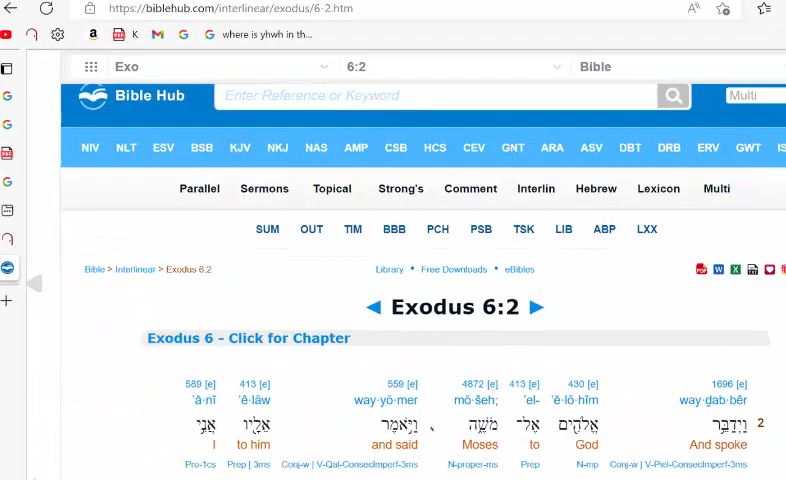 https://biblehub.com/interlinear/exodus/6-2.htm
a K M G G where is yhwh in th...
Exo 6:2 Bible
Bible Hub Enter Reference or Keyword Multi
NIV NLT ESV BSB KJV NKJ NAS AMP CSB HCS CEV GNT ARA ASV DBT DRB ERV GWT IS
Parallel Sermons Topical Strong's Comment Interlin Hebrew Lexicon Multi
SUM OUT TIM BBB PCH PSB TSK LIB ABP LXX
Bible > Interlinear > Exodus 6:2 Library • Free Downloads • eBibles
◄ Exodus 6:2 ►
Exodus 6 - Click for Chapter
589 [e] 413 [e] 559 [e] 4872 [e] 413 [e] 430 [e] 1696 [e]
’ă·nî ’ê·lāw way·yō·mer mō·šeh; ’el- ’ĕ·lō·hîm way·ḏab·bêr
2 וַיְדַבֵּ֥ר אֱלֹהִ֖ים אֶל־ מֹשֶׁ֑ה וַיֹּ֥אמֶר אֵלָ֖יו אֲנִ֥י
I to him and said 、 Moses to God And spoke
Pro-1cs Prep | 3ms Conj-w | V-Qal-ConsecImperf-3ms N-proper-ms Prep N-mp Conj-w | V-Piel-ConsecImperf-3ms